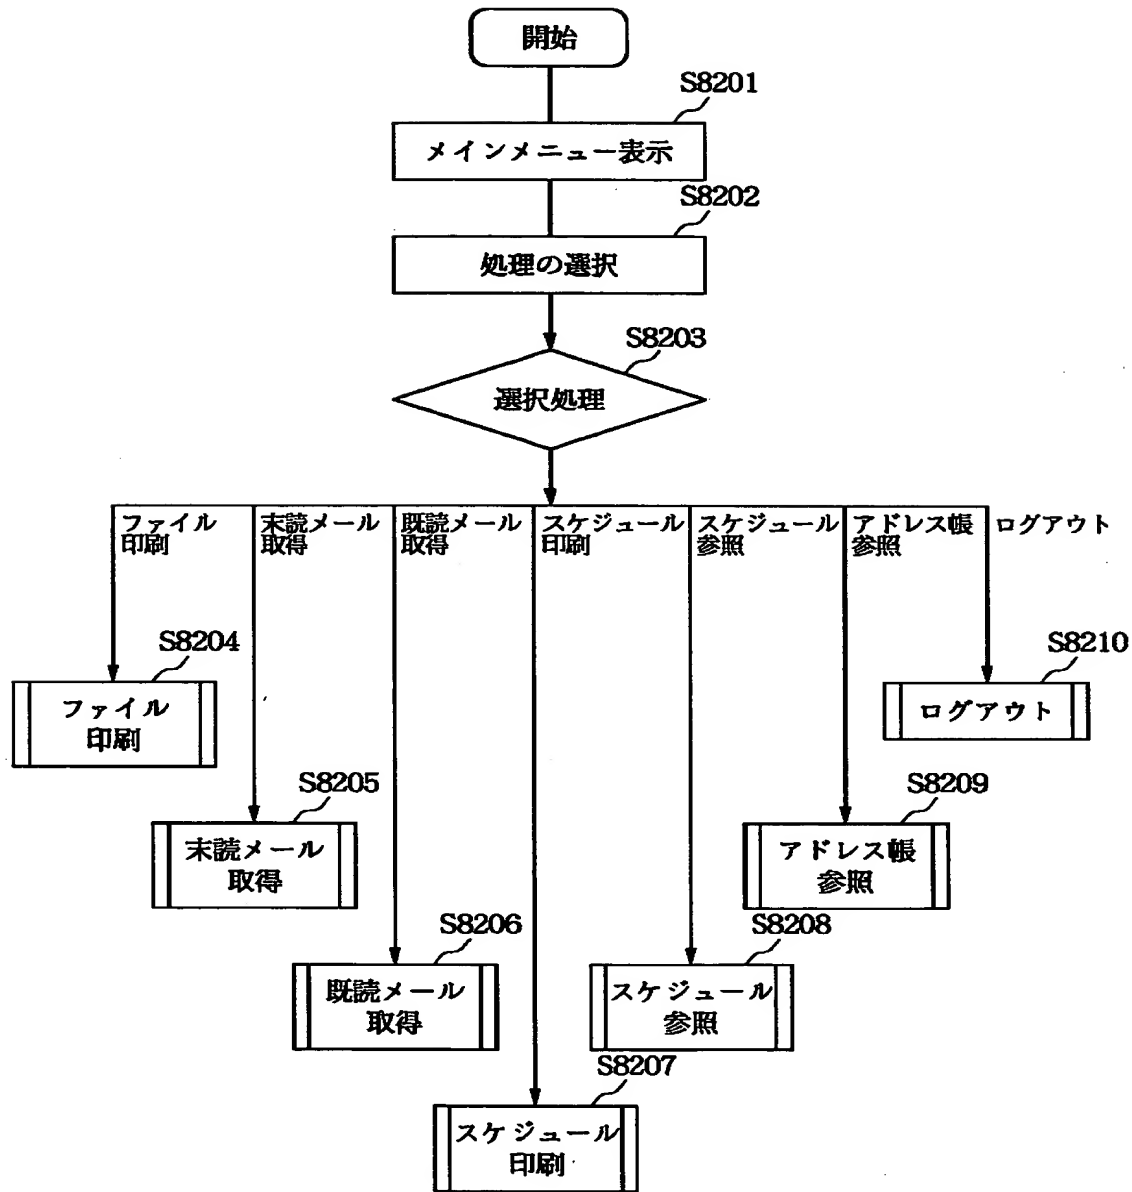 開始
S8201
メインメニュー表示
S8202
処理の選択
S8203
選択処理
ファイル
印刷
末読メール
取得
既読メール
取得
スケジュール
印刷
スケジュール
参照
アドレス帳
参照
ログアウト
S8204
ファイル
印刷
S8210
ログアウト
S8205
末読メール
取得
S8209
アドレス帳
参照
S8206
既読メール
取得
S8208
スケジュール
参照
S8207
スケジュール
印刷